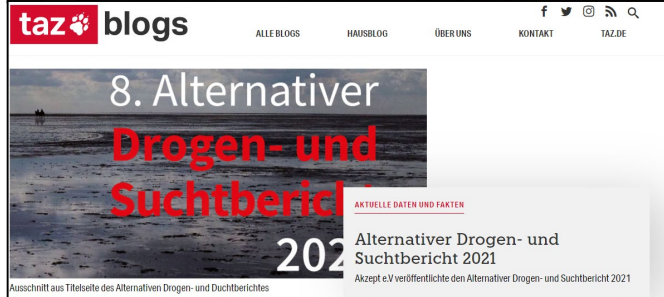 taz blogs
ALLE BLOGS HAUSBLOG ÜBER UNS KONTAKT TAZ.DE
8. Alternativer
Drogen- und
Suchtbericht
202
AKTUELLE DATEN UND FAKTEN
Alternativer Drogen- und
Suchtbericht 2021
Akzept e.V veröffentlichte den Alternativer Drogen- und Suchtbericht 2021
Ausschnitt aus Titelseite des Alternativen Drogen- und Duchtberichtes